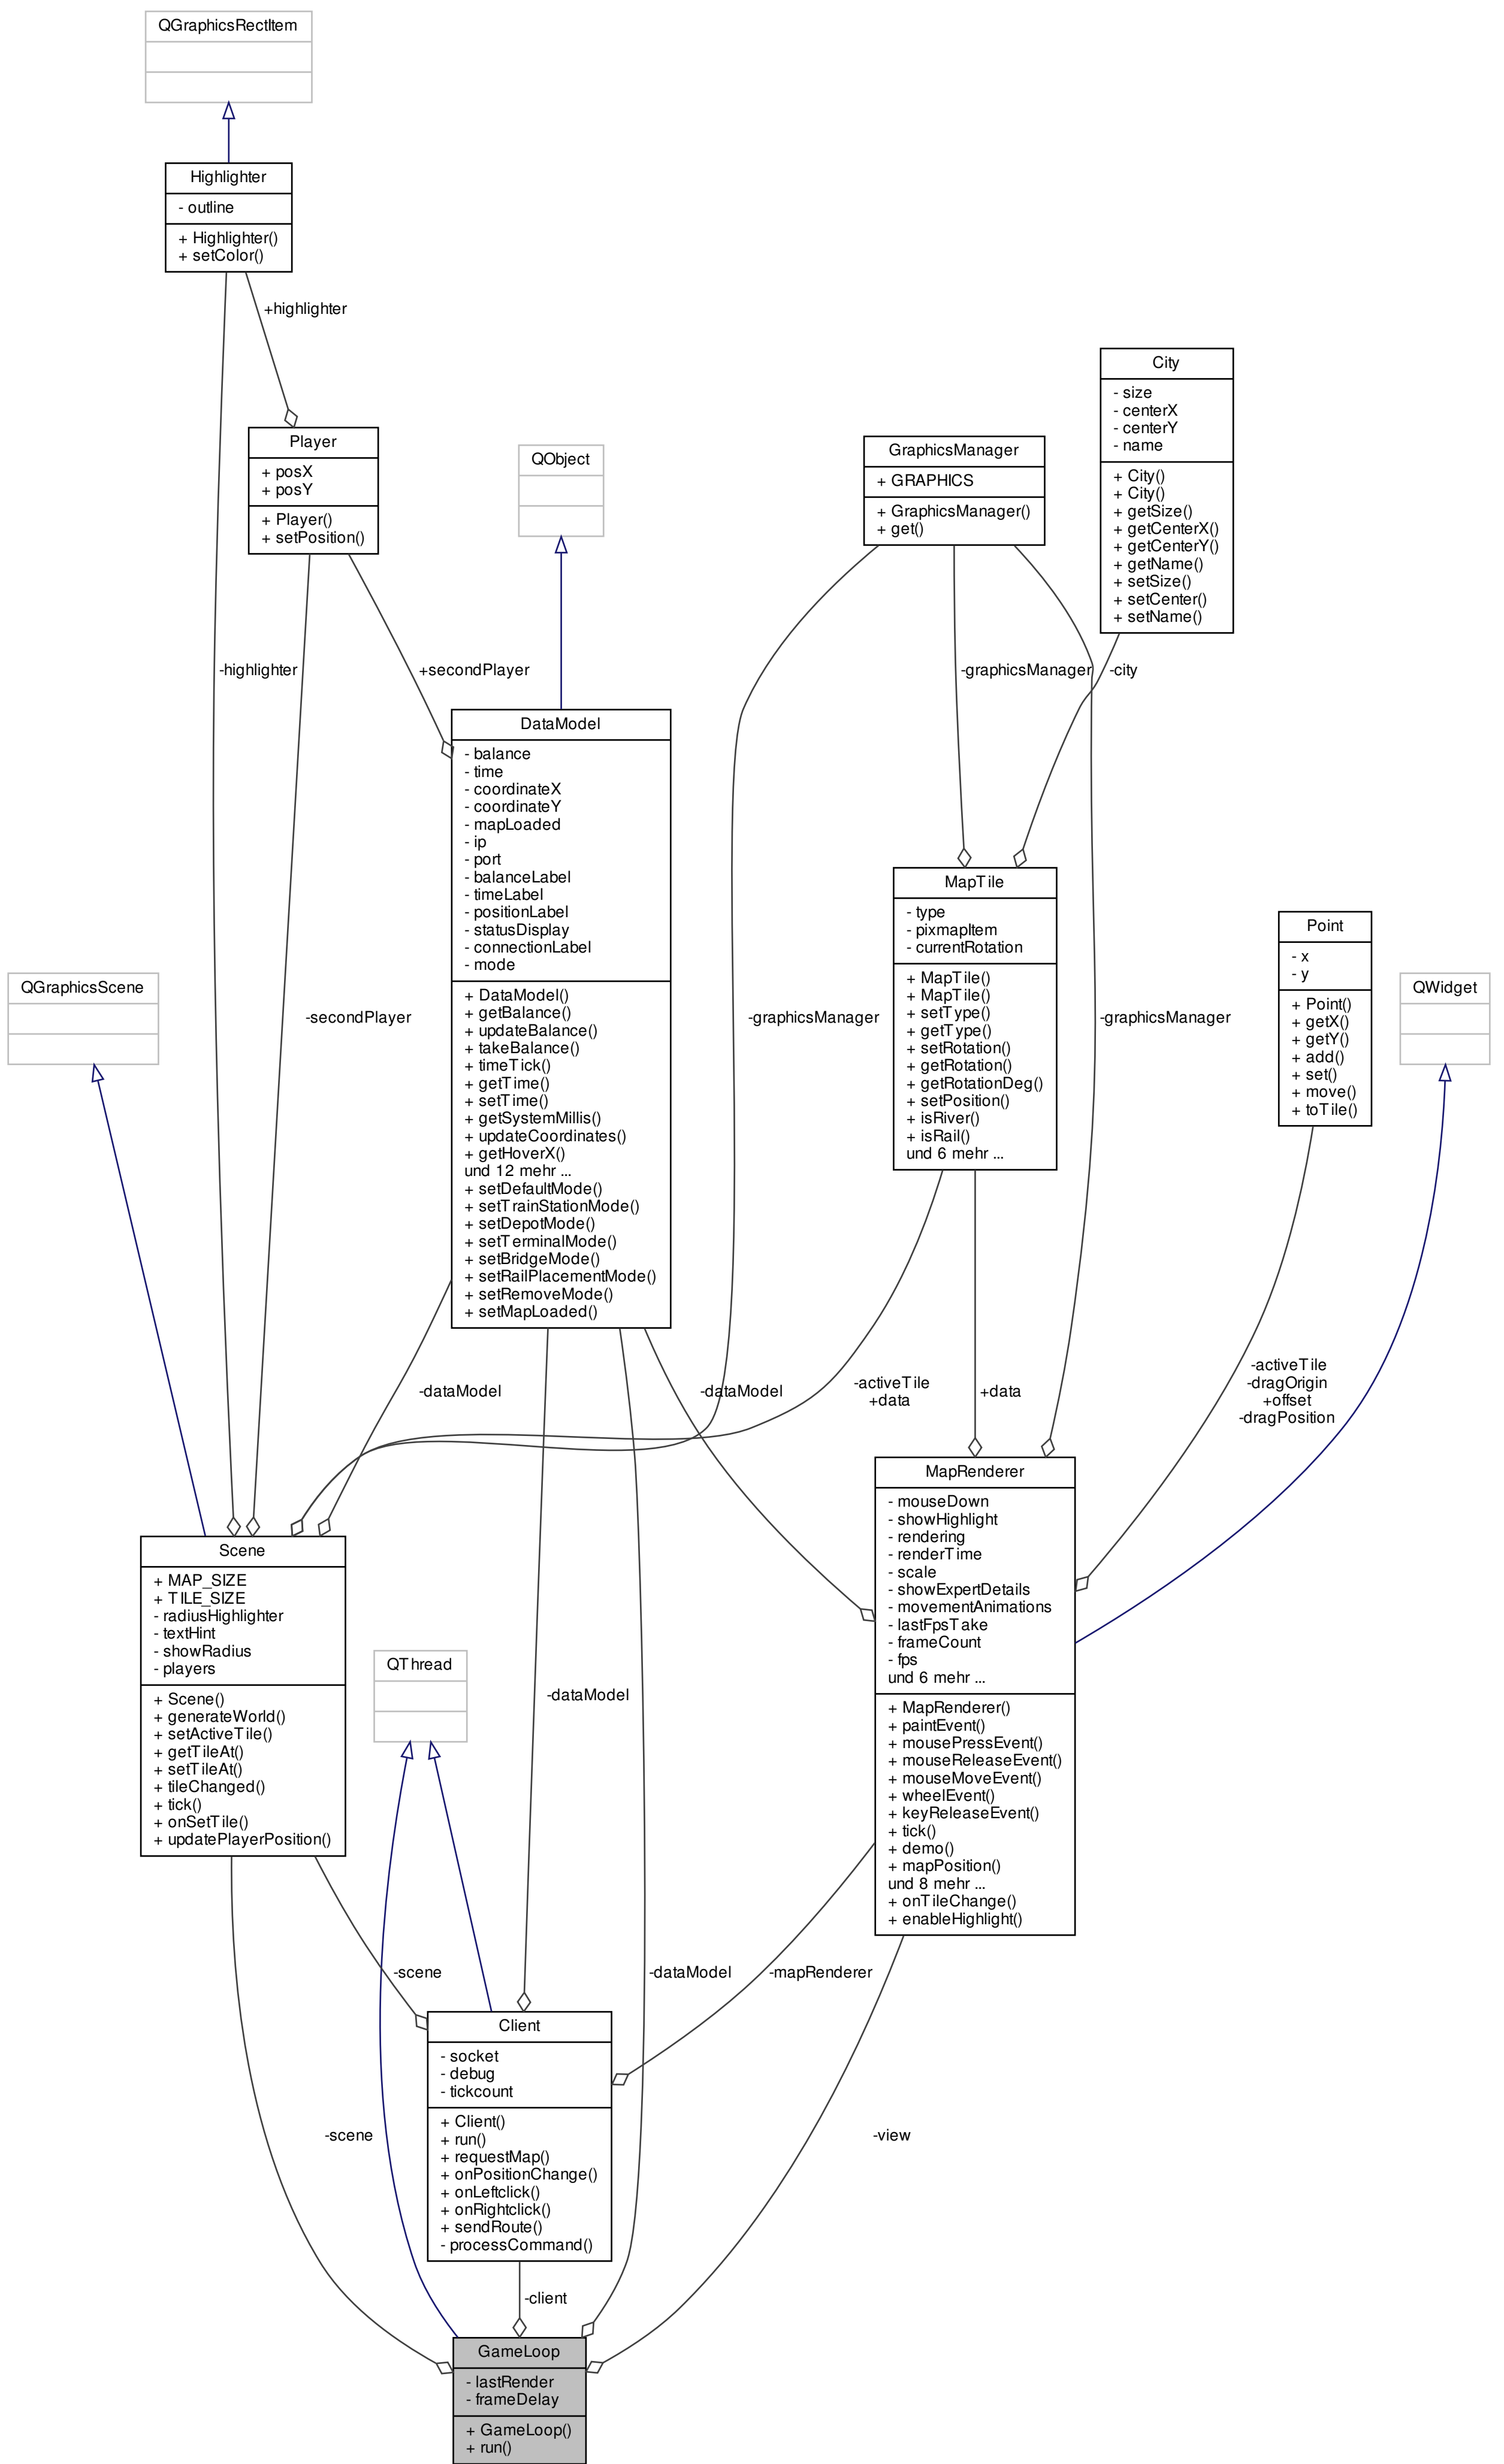 QGraphicsRectItem
Highlighter
- outline
+ Highlighter()
+ setColor()
+highlighter
City
- size
- centerX
- centerY
- name
+ City()
+ City()
+ getSize()
+ getCenterX()
+ getCenterY()
+ getName()
+ setSize()
+ setCenter()
+ setName()
Player
+ posX
+ posY
+ Player()
+ setPosition()
QObject
GraphicsManager
+ GRAPHICS
+ GraphicsManager()
+ get()
-highlighter
+secondPlayer
-graphicsManager
-city
DataModel
- balance
- time
- coordinateX
- coordinateY
- mapLoaded
- ip
- port
- balanceLabel
- timeLabel
- positionLabel
- statusDisplay
- connectionLabel
- mode
+ DataModel()
+ getBalance()
+ updateBalance()
+ takeBalance()
+ timeTick()
+ getTime()
+ setTime()
+ getSystemMillis()
+ updateCoordinates()
+ getHoverX()
und 12 mehr ...
+ setDefaultMode()
+ setTrainStationMode()
+ setDepotMode()
+ setTerminalMode()
+ setBridgeMode()
+ setRailPlacementMode()
+ setRemoveMode()
+ setMapLoaded()
MapTile
- type
- pixmapItem
- currentRotation
+ MapTile()
+ MapTile()
+ setType()
+ getType()
+ setRotation()
+ getRotation()
+ getRotationDeg()
+ setPosition()
+ isRiver()
+ isRail()
und 6 mehr ...
Point
- x
- y
+ Point()
+ getX()
+ getY()
+ add()
+ set()
+ move()
+ toTile()
QGraphicsScene
QWidget
-secondPlayer
-graphicsManager
-graphicsManager
-dataModel
-dataModel
-activeTile
+data
+data
-activeTile
-dragOrigin
+offset
-dragPosition
MapRenderer
- mouseDown
- showHighlight
- rendering
- renderTime
- scale
- showExpertDetails
- movementAnimations
- lastFpsTake
- frameCount
- fps
und 6 mehr ...
+ MapRenderer()
+ paintEvent()
+ mousePressEvent()
+ mouseReleaseEvent()
+ mouseMoveEvent()
+ wheelEvent()
+ keyReleaseEvent()
+ tick()
+ demo()
+ mapPosition()
und 8 mehr ...
+ onTileChange()
+ enableHighlight()
Scene
+ MAP_SIZE
+ TILE_SIZE
- radiusHighlighter
- textHint
- showRadius
- players
+ Scene()
+ generateWorld()
+ setActiveTile()
+ getTileAt()
+ setTileAt()
+ tileChanged()
+ tick()
+ onSetTile()
+ updatePlayerPosition()
QThread
-dataModel
-scene
-dataModel
-mapRenderer
Client
- socket
- debug
- tickcount
+ Client()
+ run()
+ requestMap()
+ onPositionChange()
+ onLeftclick()
+ onRightclick()
+ sendRoute()
- processCommand()
-scene
-view
-client
GameLoop
- lastRender
- frameDelay
+ GameLoop()
+ run()